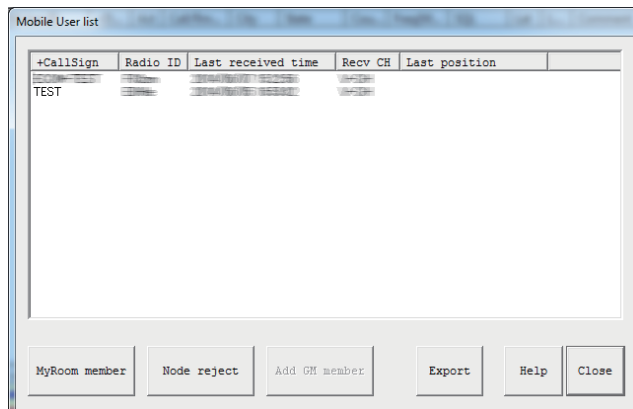 Mobile User list
+CallSign Radio ID Last received time Recv CH Last position
TEST
MyRoom member Node reject Add GM member Export Help Close